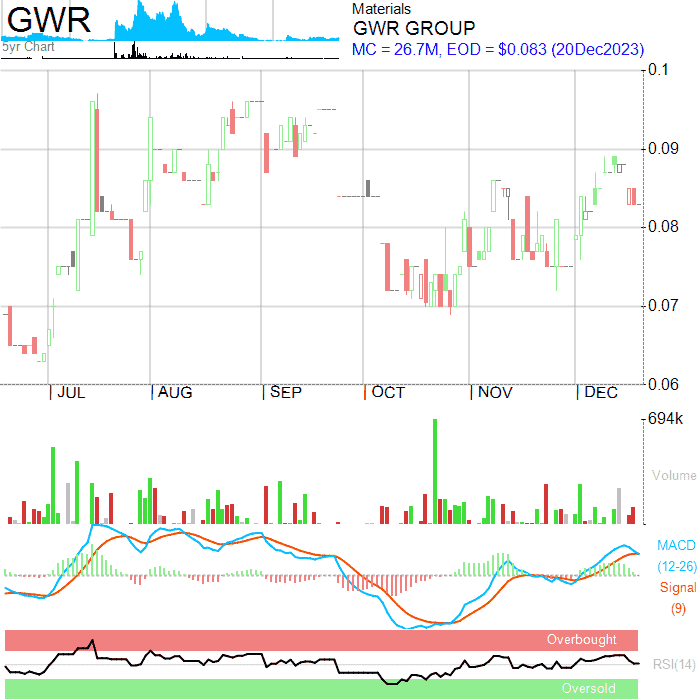 GWR
5yr Chart
Materials
GWR GROUP
MC = 26.7M, EOD = $0.083 (20Dec2023)
0.1
0.09
0.08
0.07
0.06
JUL AUG SEP OCT NOV DEC
694k
Volume
MACD
(12-26)
Signal
(9)
Overbought
RSI(14)
Oversold